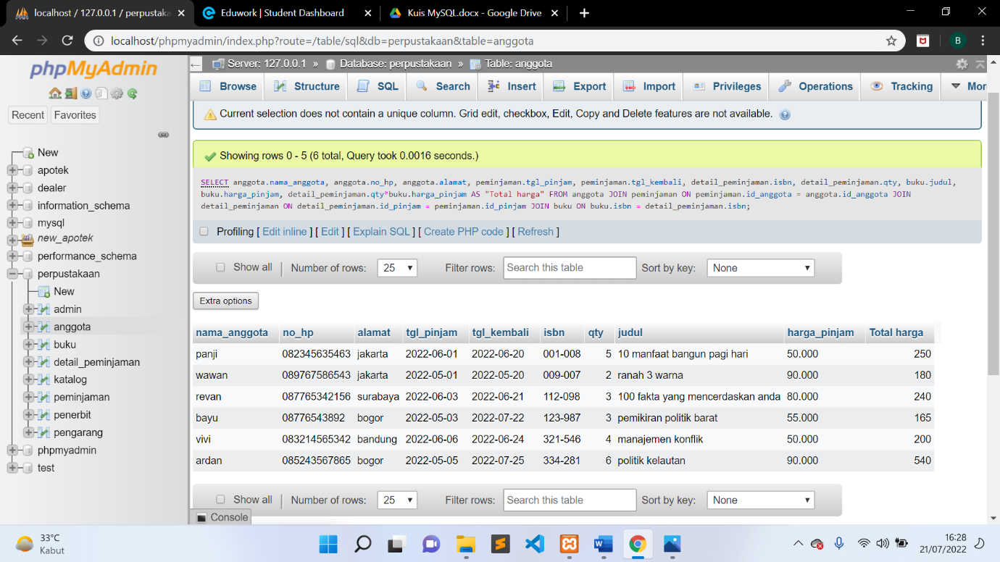 localhost / 127.0.0.1 / perpustaka
Eduwork | Student Dashboard
Kuis MySQL.docx - Google Drive
localhost/phpmyadmin/index.php?route=/table/sql&db=perpustakaan&table=anggota
B
phpMyAdmin
Recent Favorites
New
apotek
dealer
information_schema
mysql
new_apotek
performance_schema
perpustakaan
New
admin
anggota
buku
detail_peminjaman
katalog
peminjaman
penerbit
pengarang
phpmyadmin
test
Server: 127.0.0.1 » Database: perpustakaan » Table: anggota
Browse Structure SQL Search Insert Export Import Privileges Operations Tracking Mor
Current selection does not contain a unique column. Grid edit, checkbox, Edit, Copy and Delete features are not available.
Showing rows 0 - 5 (6 total, Query took 0.0016 seconds.)
SELECT anggota.nama_anggota, anggota.no_hp, anggota.alamat, peminjaman.tgl_pinjam, peminjaman.tgl_kembali, detail_peminjaman.isbn, detail_peminjaman.qty, buku.judul,
buku.harga_pinjam, detail_peminjaman.qty*buku.harga_pinjam AS "Total harga" FROM anggota JOIN peminjaman ON peminjaman.id_anggota = anggota.id_anggota JOIN
detail_peminjaman ON detail_peminjaman.id_pinjam = peminjaman.id_pinjam JOIN buku ON buku.isbn = detail_peminjaman.isbn;
Profiling [ Edit inline ] [ Edit ] [ Explain SQL ] [ Create PHP code ] [ Refresh ]
Show all | Number of rows: 25 Filter rows: Search this table Sort by key: None
Extra options
nama_anggota no_hp alamat tgl_pinjam tgl_kembali isbn qty judul harga_pinjam Total harga
panji 082345635463 jakarta 2022-06-01 2022-06-20 001-008 5 10 manfaat bangun pagi hari 50.000 250
wawan 089767586543 jakarta 2022-05-01 2022-05-20 009-007 2 ranah 3 warna 90.000 180
revan 087765342156 surabaya 2022-06-03 2022-06-21 112-098 3 100 fakta yang mencerdaskan anda 80.000 240
bayu 08776543892 bogor 2022-05-03 2022-07-22 123-987 3 pemikiran politik barat 55.000 165
vivi 083214565342 bandung 2022-06-06 2022-06-24 321-546 4 manajemen konflik 50.000 200
ardan 085243567865 bogor 2022-05-05 2022-07-25 334-281 6 politik kelautan 90.000 540
Show all | Number of rows: 25 Filter rows: Search this table Sort by key: None
Console
33°C
Kabut
16:28
21/07/2022